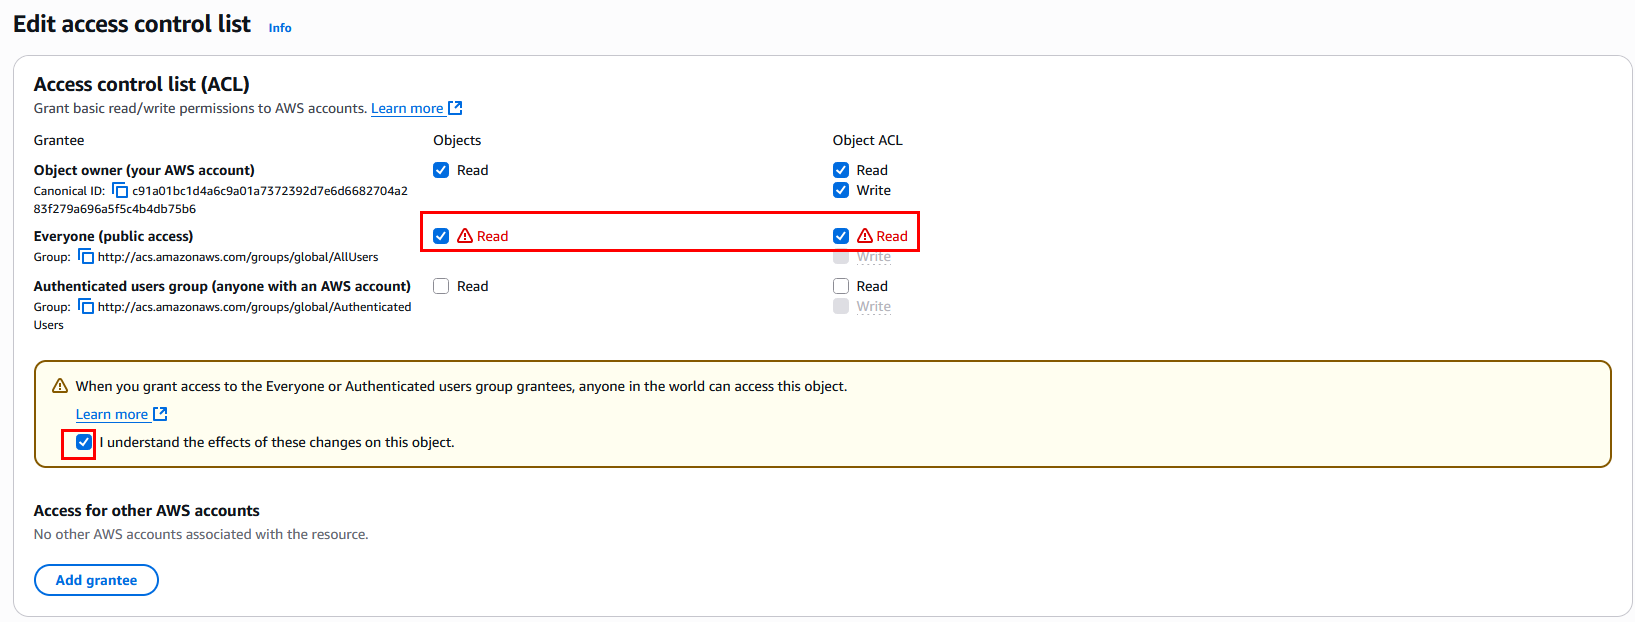 Edit access control list Info
Access control list (ACL)
Grant basic read/write permissions to AWS accounts. Learn more
Grantee Objects Object ACL
Object owner (your AWS account) Read Read
Canonical ID: c91a01bc1d4a6c9a01a7372392d7e6d6682704a2 Write
83f279a696a5f5c4b4db75b6
Everyone (public access) Read Read
Group: http://acs.amazonaws.com/groups/global/AllUsers Write
Authenticated users group (anyone with an AWS account) Read Read
Group: http://acs.amazonaws.com/groups/global/Authenticated Write
Users
When you grant access to the Everyone or Authenticated users group grantees, anyone in the world can access this object.
Learn more
I understand the effects of these changes on this object.
Access for other AWS accounts
No other AWS accounts associated with the resource.
Add grantee